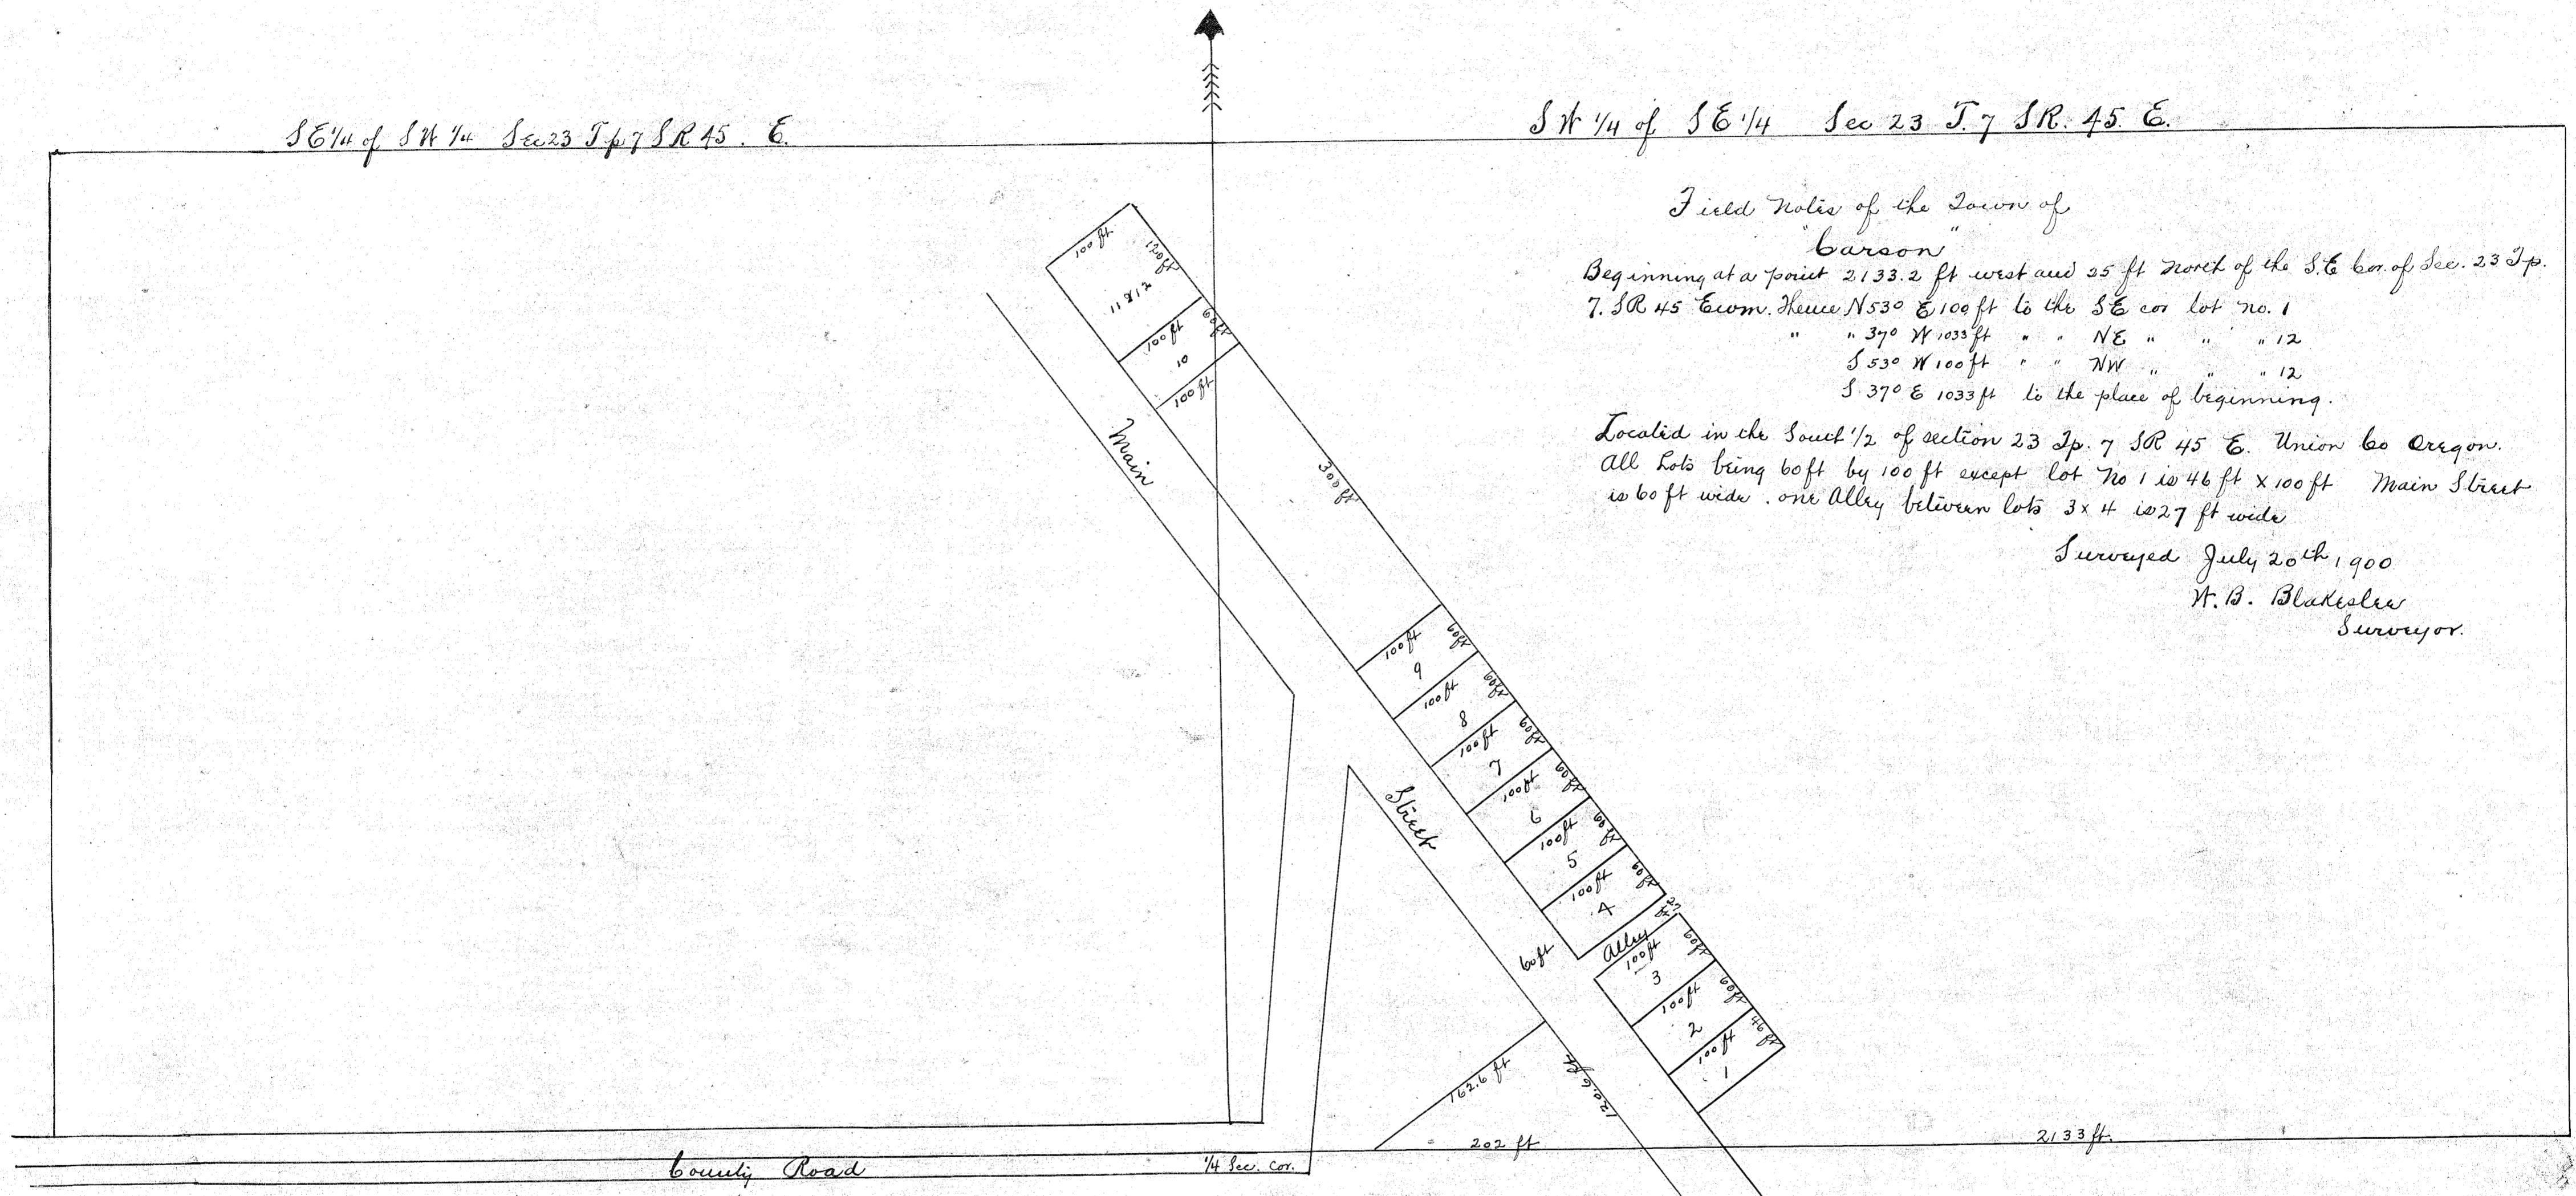 S E 1/4 of S W 1/4 Sec 23 Tp 7 S R 45. E.
S W 1/4 of S E 1/4 Sec 23 T. 7 S R. 45. E.
Field Notes of the Town of
"Carson"
Beginning at a point 2133.2 ft west and 25 ft North of the S.E Cor. of Sec. 23 Tp.
7. S R 45 Ewm. Thence N 53° E 100 ft to the SE cor lot no. 1
" " 37° W 1033 ft " " NE " " " 12
S 53° W 100 ft " " NW " " " 12
S. 37° E 1033 ft to the place of beginning.
Located in the South 1/2 of section 23 Tp. 7 S R 45 E. Union Co Oregon.
All Lots being 60 ft by 100 ft except lot No 1 is 46 ft x 100 ft Main Street
is 60 ft wide. one Alley between lots 3 x 4 is 27 ft wide
Surveyed July 20th 1900
W. B. Blakeslee
Surveyor.
100 ft
120 ft
11 & 12
100 ft
60 ft
10
100 ft
Main
300 ft
100 ft
60 ft
9
100 ft
60 ft
8
100 ft
60 ft
7
100 ft
60 ft
6
100 ft
60 ft
5
100 ft
60 ft
4
Street
27 ft
Alley
60 ft
100 ft
60 ft
3
100 ft
60 ft
2
100 ft
46 ft
1
162.6 ft
120.6 ft
202 ft
2133 ft.
County Road
1/4 Sec. Cor.